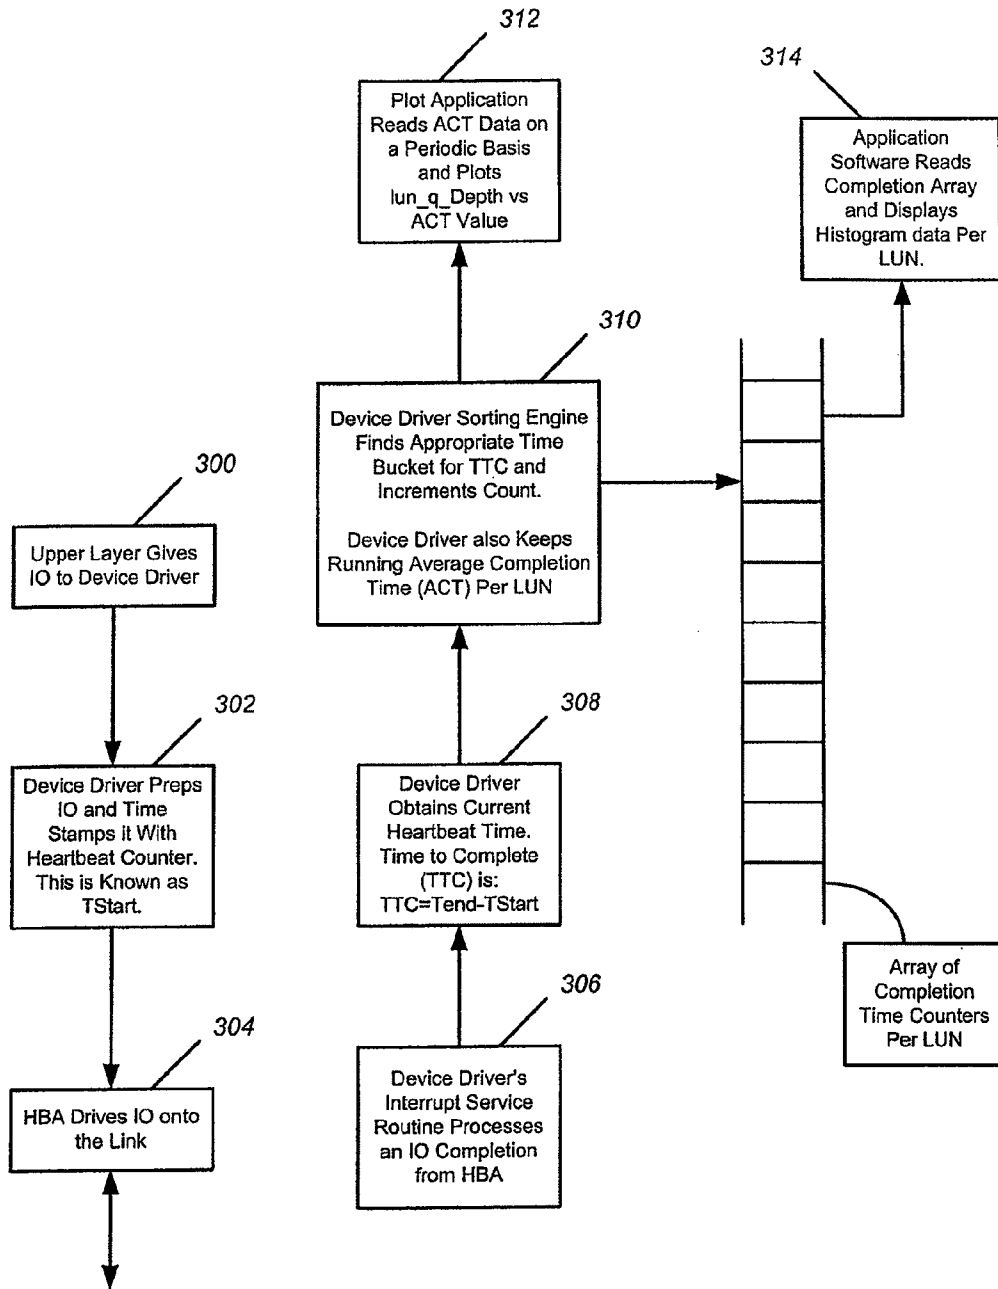 312
Plot Application
Reads ACT Data on
a Periodic Basis
and Plots
lun_q_Depth vs
ACT Value
314
Application
Software Reads
Completion Array
and Displays
Histogram data Per
LUN.
310
Device Driver Sorting Engine
Finds Appropriate Time
Bucket for TTC and
Increments Count.
Device Driver also Keeps
Running Average Completion
Time (ACT) Per LUN
300
Upper Layer Gives
IO to Device Driver
302
Device Driver Preps
IO and Time
Stamps it With
Heartbeat Counter.
This is Known as
TStart.
308
Device Driver
Obtains Current
Heartbeat Time.
Time to Complete
(TTC) is:
TTC=Tend-TStart
304
HBA Drives IO onto
the Link
306
Device Driver's
Interrupt Service
Routine Processes
an IO Completion
from HBA
Array of
Completion
Time Counters
Per LUN